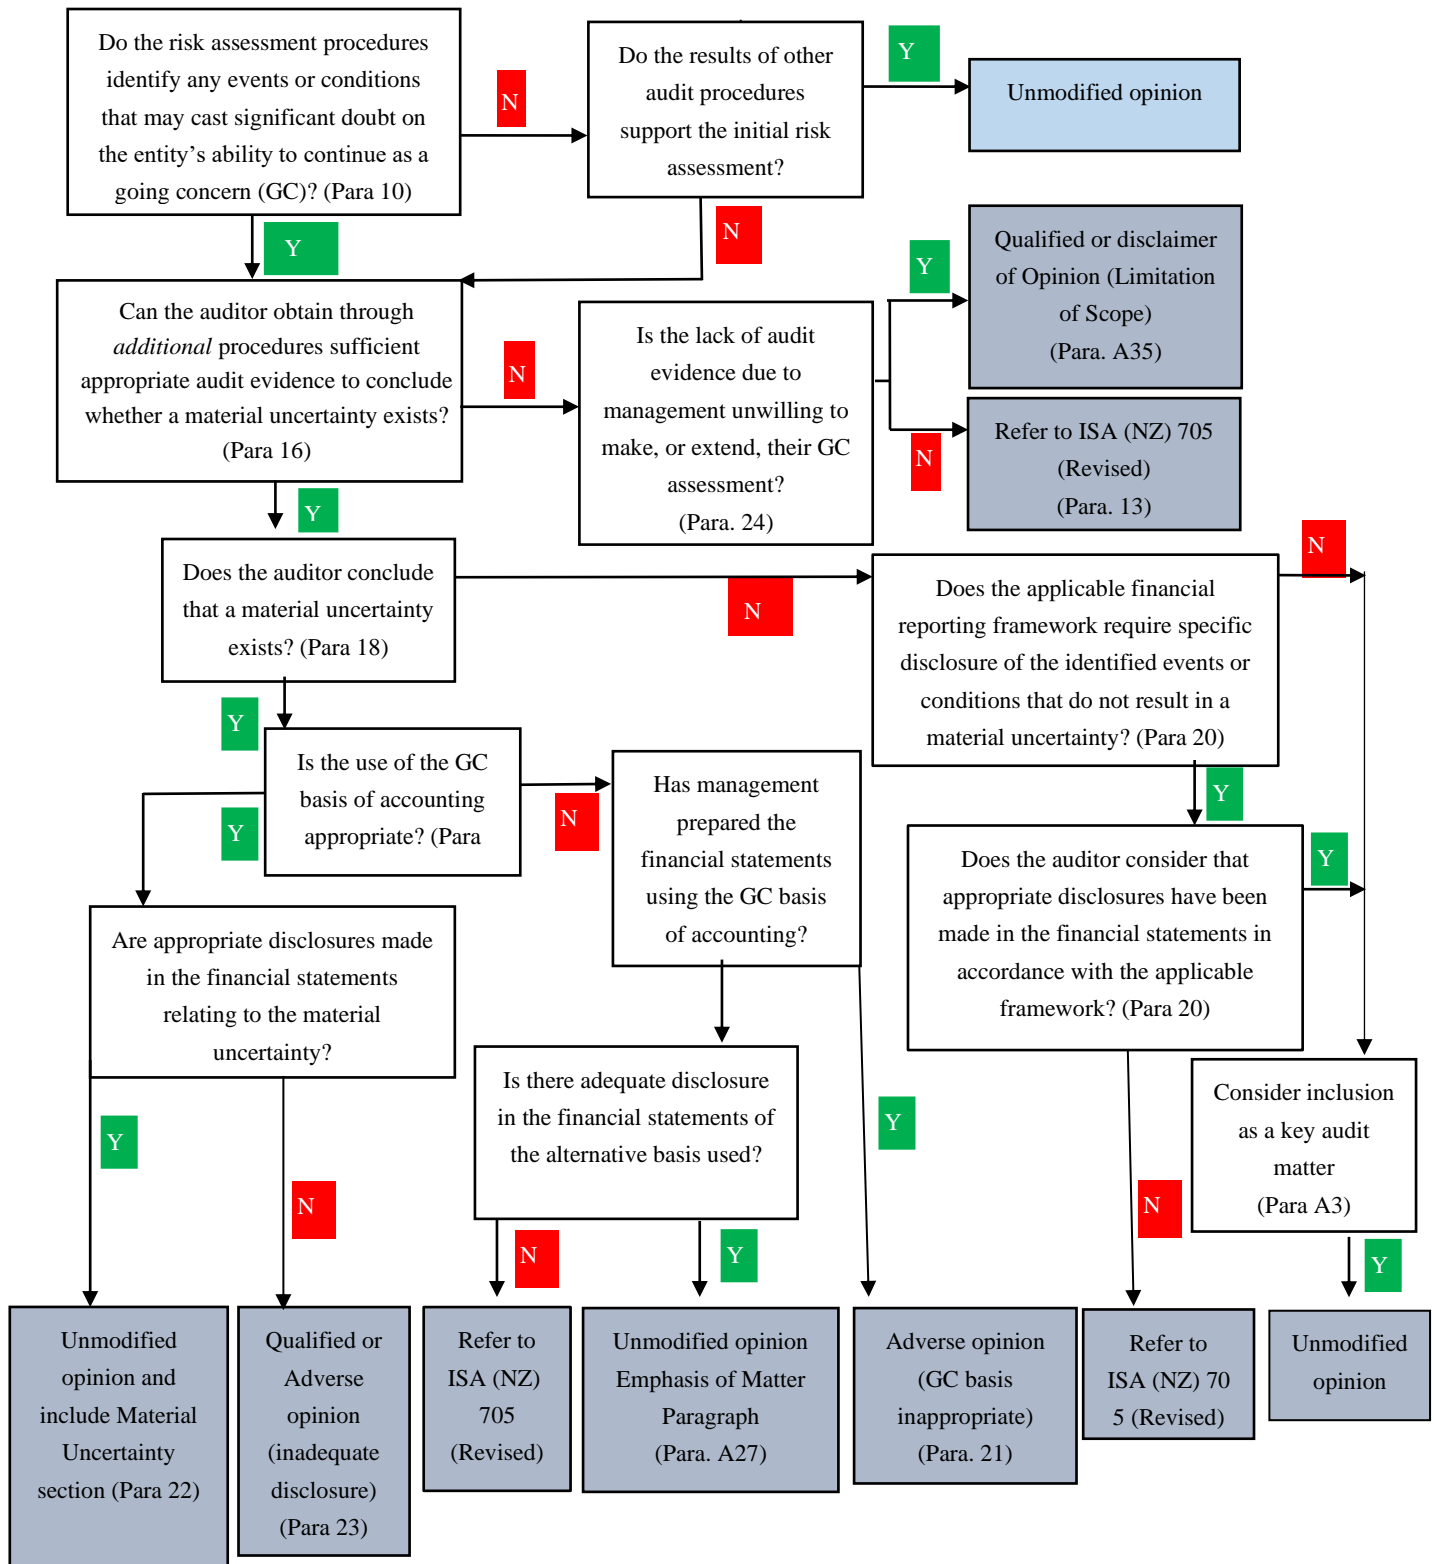 Do the risk assessment procedures
identify any events or conditions
that may cast significant doubt on
the entity's ability to continue as a
going concern (GC)? (Para 10)
N
Do the results of other
audit procedures
support the initial risk
assessment?
Y
Unmodified opinion
Y
N
Can the auditor obtain through
additional procedures sufficient
appropriate audit evidence to conclude
whether a material uncertainty exists?
(Para 16)
N
Is the lack of audit
evidence due to
management unwilling to
make, or extend, their GC
assessment?
(Para. 24)
Y
Qualified or disclaimer
of Opinion (Limitation
of Scope)
(Para. A35)
N
Refer to ISA (NZ) 705
(Revised)
(Para. 13)
Y
Does the auditor conclude
that a material uncertainty
exists? (Para 18)
N
Does the applicable financial
reporting framework require specific
disclosure of the identified events or
conditions that do not result in a
material uncertainty? (Para 20)
N
Y
Is the use of the GC
basis of accounting
appropriate? (Para
Y
N
Has management
prepared the
financial statements
using the GC basis
of accounting?
Y
Does the auditor consider that
appropriate disclosures have been
made in the financial statements in
accordance with the applicable
framework? (Para 20)
Y
Are appropriate disclosures made
in the financial statements
relating to the material
uncertainty?
Is there adequate disclosure
in the financial statements of
the alternative basis used?
Y
Consider inclusion
as a key audit
matter
(Para A3)
Y
N
N
Y
N
Y
Unmodified
opinion and
include Material
Uncertainty
section (Para 22)
Qualified or
Adverse
opinion
(inadequate
disclosure)
(Para 23)
Refer to
ISA (NZ)
705
(Revised)
Unmodified opinion
Emphasis of Matter
Paragraph
(Para. A27)
Adverse opinion
(GC basis
inappropriate)
(Para. 21)
Refer to
ISA (NZ) 70
5 (Revised)
Unmodified
opinion